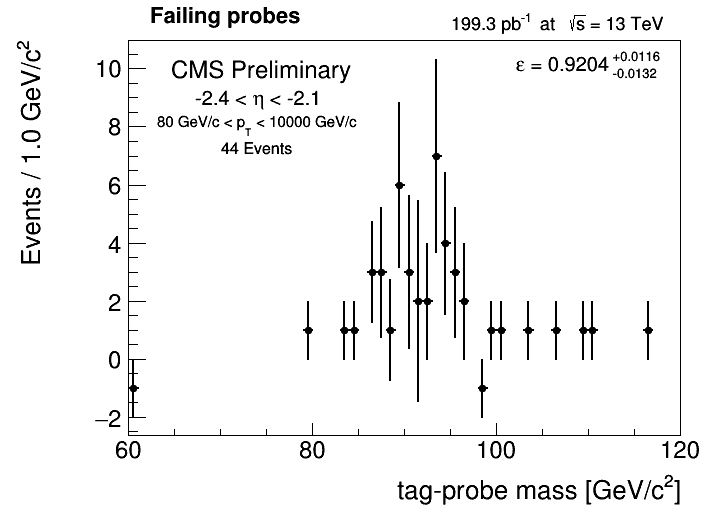 Failing probes
199.3 pb⁻¹ at √s = 13 TeV
CMS Preliminary
ε = 0.9204 +0.0116 -0.0132
-2.4 < η < -2.1
80 GeV/c < p_T < 10000 GeV/c
44 Events
Events / 1.0 GeV/c²
10
8
6
4
2
0
−2
60 80 100 120
tag-probe mass [GeV/c²]